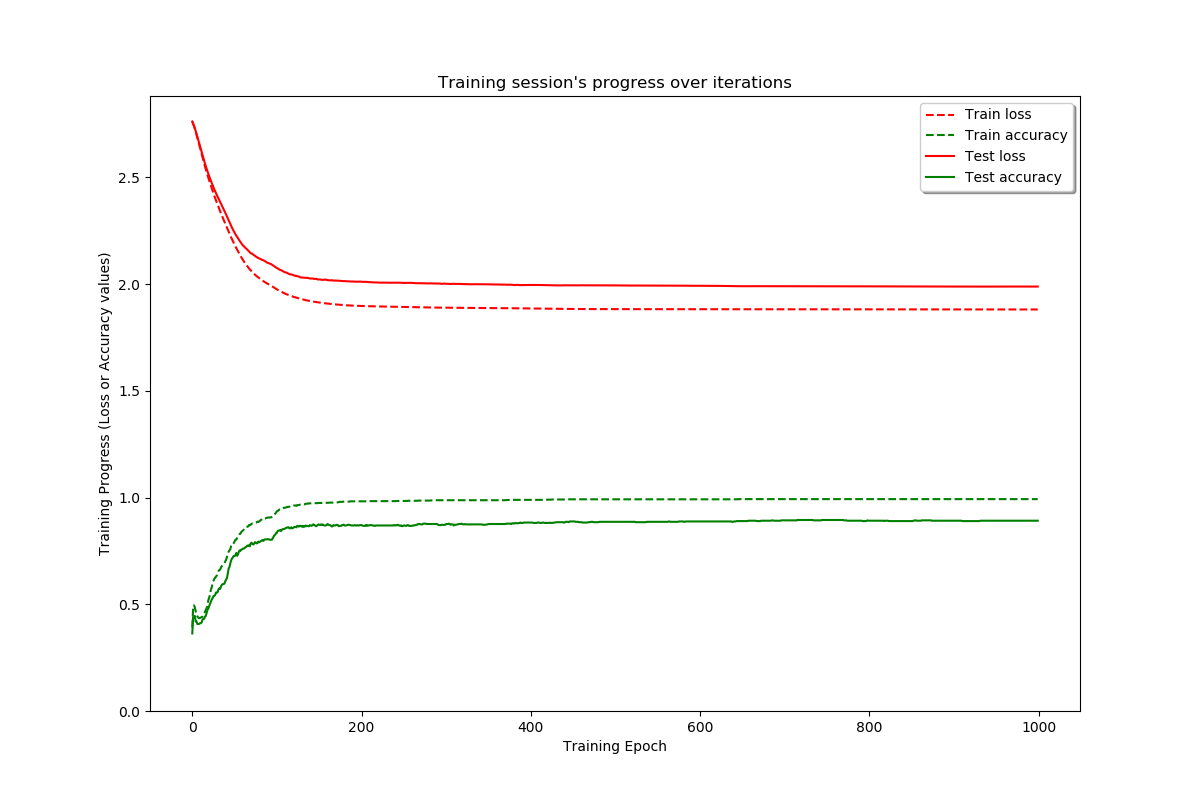 Training session's progress over iterations
Train loss
Train accuracy
Test loss
Test accuracy
Training Progress (Loss or Accuracy values)
2.5
2.0
1.5
1.0
0.5
0.0
0 200 400 600 800 1000
Training Epoch